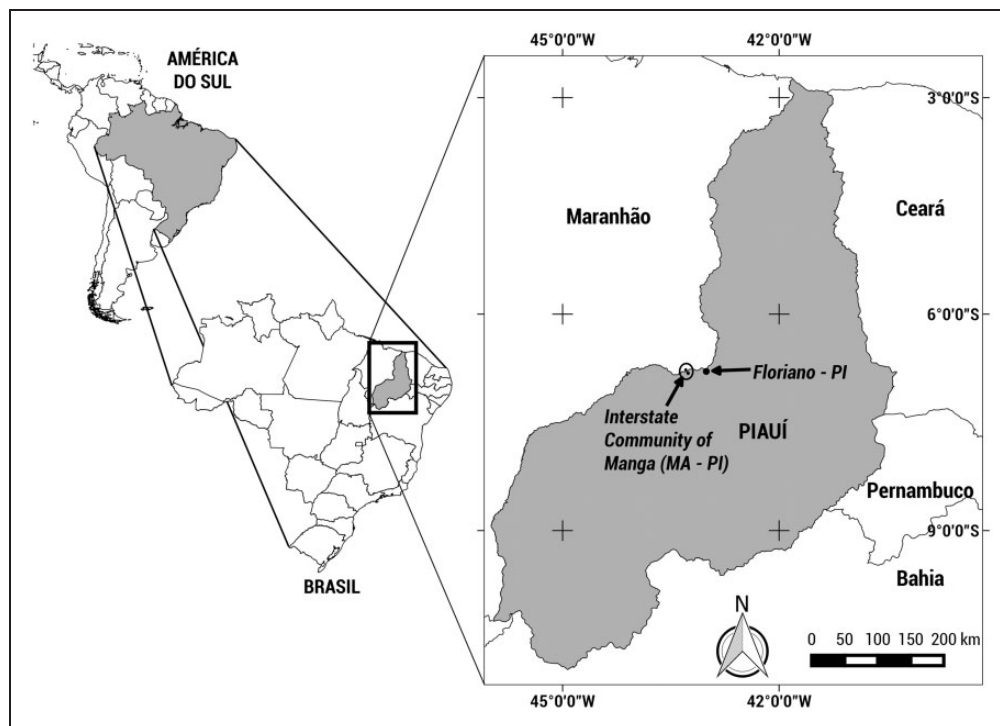 AMÉRICA
DO SUL
BRASIL
45°0'0"W
42°0'0"W
3°0'0"S
6°0'0"S
9°0'0"S
Maranhão
Ceará
Floriano - PI
Interstate
Community of
Manga (MA - PI)
PIAUÍ
Pernambuco
Bahia
N
0 50 100 150 200 km
45°0'0"W
42°0'0"W